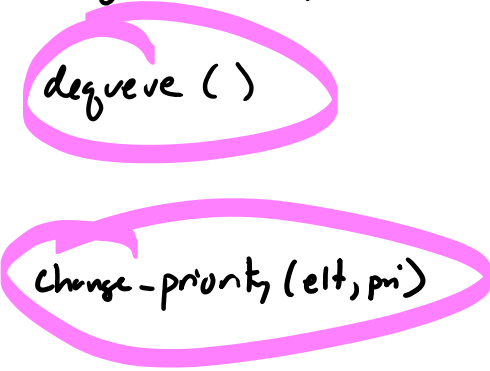 dequeue ()
change_priority (elt, pri)